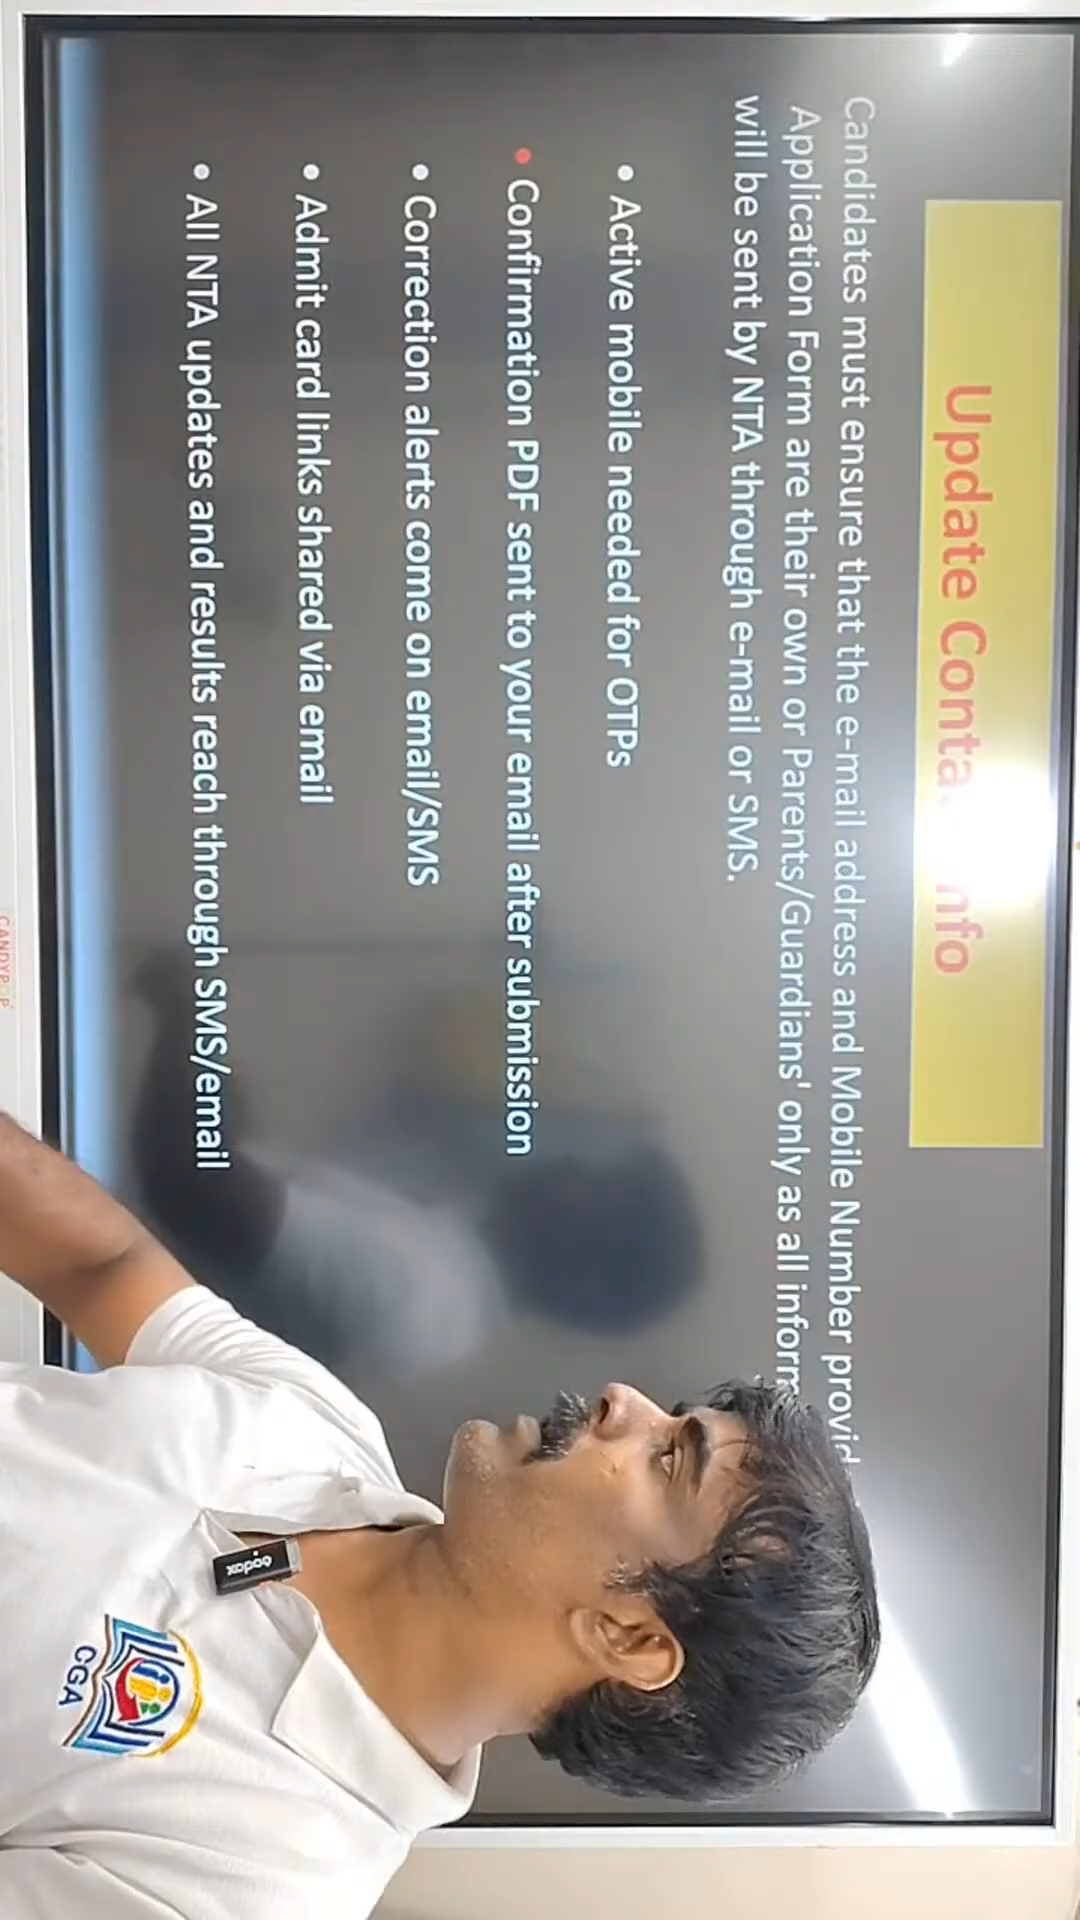 Update Conta nfo
Candidates must ensure that the e-mail address and Mobile Number provid
Application Form are their own or Parents/Guardians' only as all inform
will be sent by NTA through e-mail or SMS.
• Active mobile needed for OTPs
• Confirmation PDF sent to your email after submission
• Correction alerts come on email/SMS
• Admit card links shared via email
• All NTA updates and results reach through SMS/email
Godox
CGA
CANDYPOP